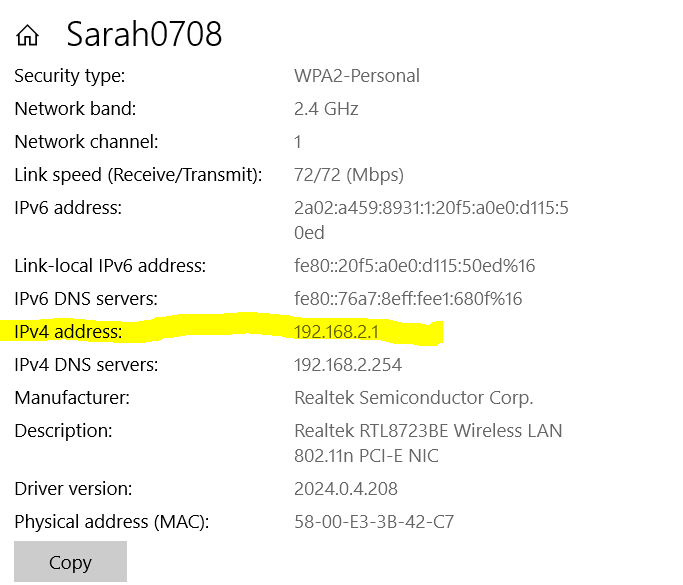 Sarah0708
Security type: WPA2-Personal
Network band: 2.4 GHz
Network channel: 1
Link speed (Receive/Transmit): 72/72 (Mbps)
IPv6 address: 2a02:a459:8931:1:20f5:a0e0:d115:5
0ed
Link-local IPv6 address: fe80::20f5:a0e0:d115:50ed%16
IPv6 DNS servers: fe80::76a7:8eff:fee1:680f%16
IPv4 address: 192.168.2.1
IPv4 DNS servers: 192.168.2.254
Manufacturer: Realtek Semiconductor Corp.
Description: Realtek RTL8723BE Wireless LAN
802.11n PCI-E NIC
Driver version: 2024.0.4.208
Physical address (MAC): 58-00-E3-3B-42-C7
Copy